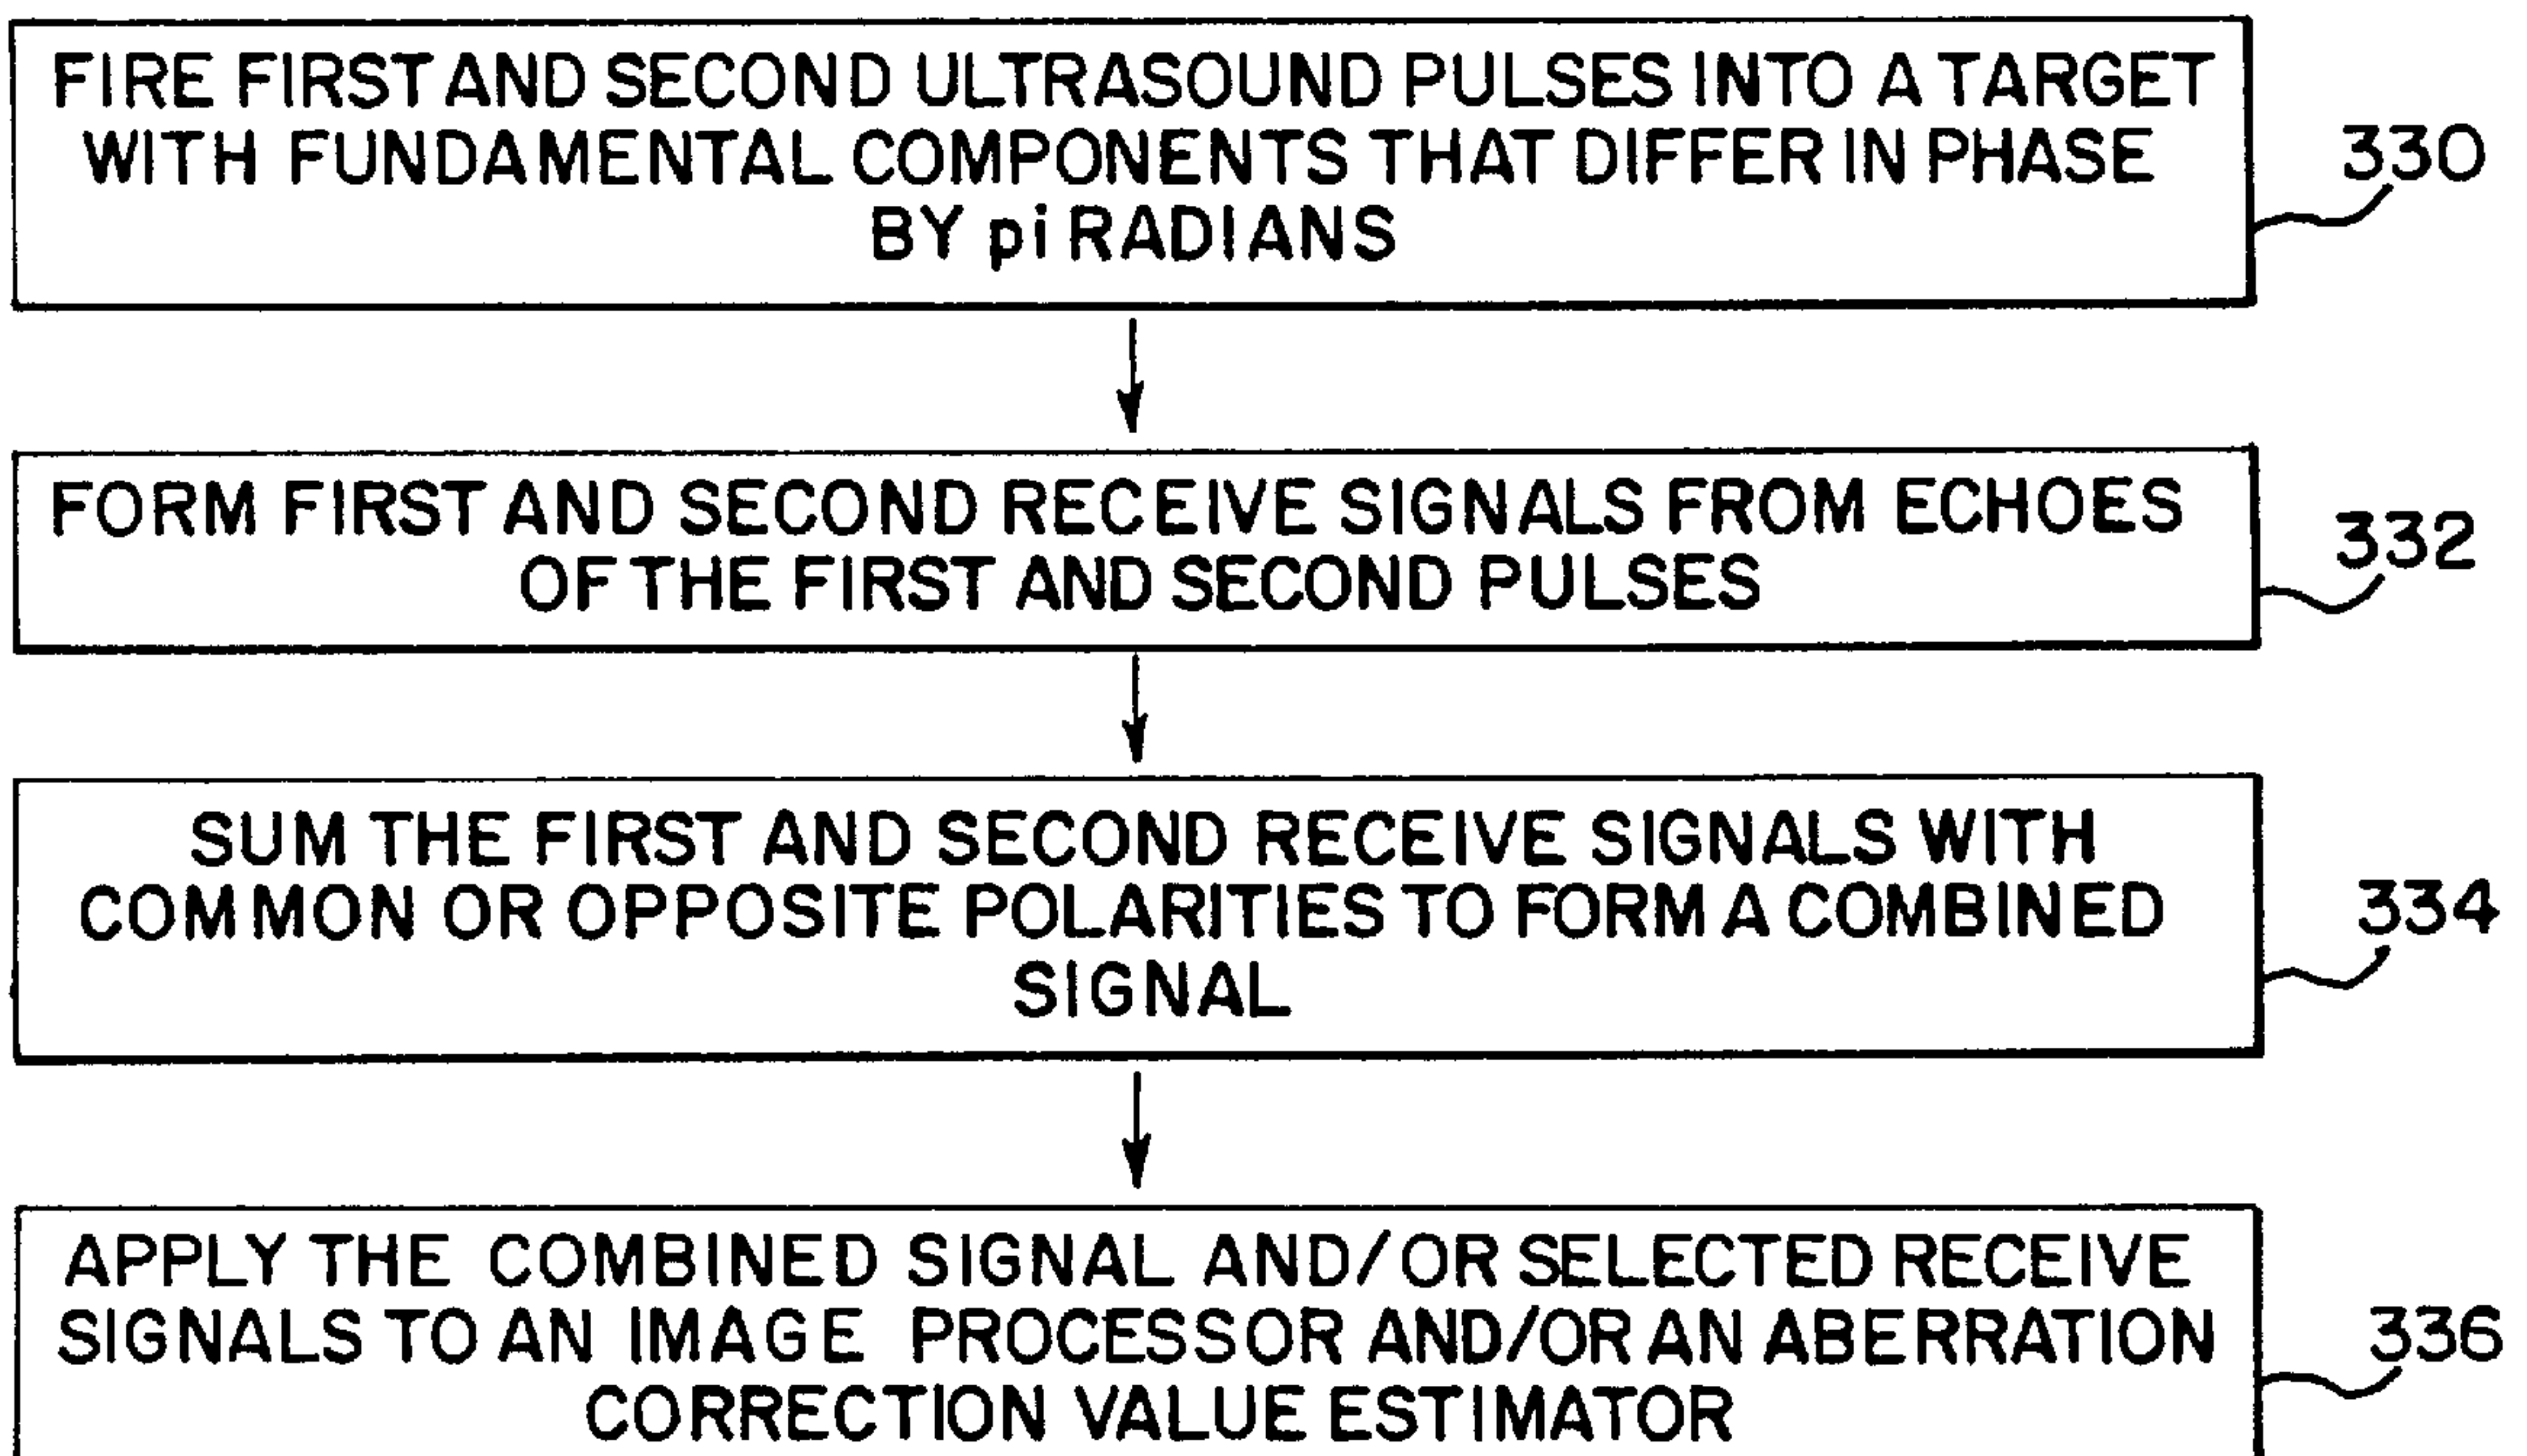 FIRE FIRST AND SECOND ULTRASOUND PULSES INTO A TARGET
WITH FUNDAMENTAL COMPONENTS THAT DIFFER IN PHASE
BY pi RADIANS
330
FORM FIRST AND SECOND RECEIVE SIGNALS FROM ECHOES
OF THE FIRST AND SECOND PULSES
332
SUM THE FIRST AND SECOND RECEIVE SIGNALS WITH
COMMON OR OPPOSITE POLARITIES TO FORM A COMBINED
SIGNAL
334
APPLY THE COMBINED SIGNAL AND/OR SELECTED RECEIVE
SIGNALS TO AN IMAGE PROCESSOR AND/OR AN ABERRATION
CORRECTION VALUE ESTIMATOR
336